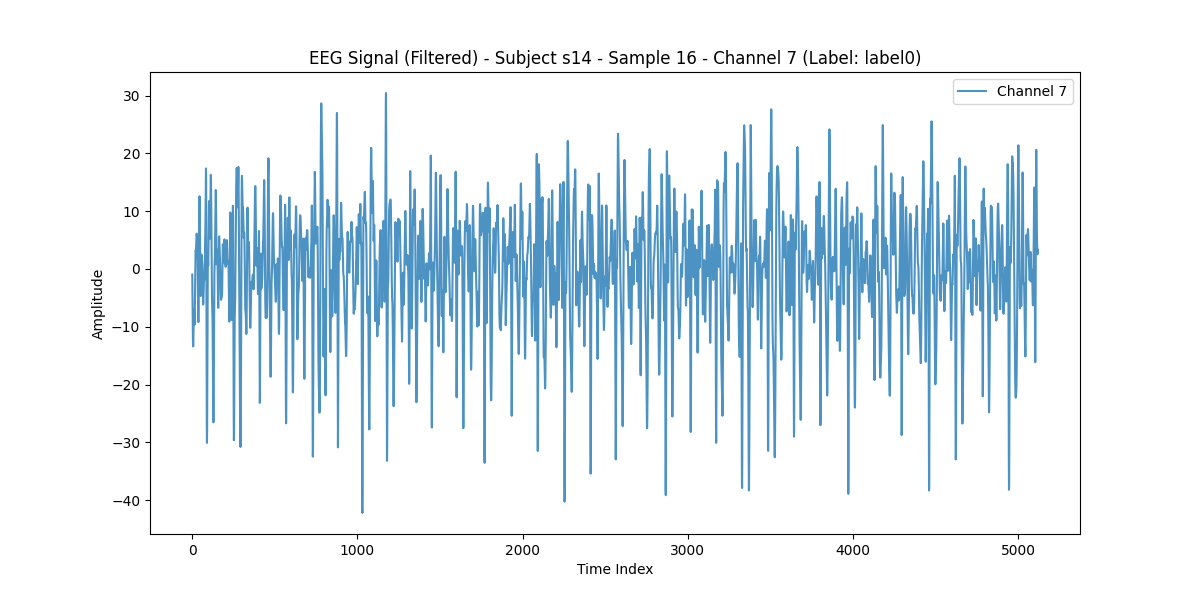 EEG Signal (Filtered) - Subject s14 - Sample 16 - Channel 7 (Label: label0)
Channel 7
30
20
10
0
−10
−20
−30
−40
Amplitude
0 1000 2000 3000 4000 5000
Time Index